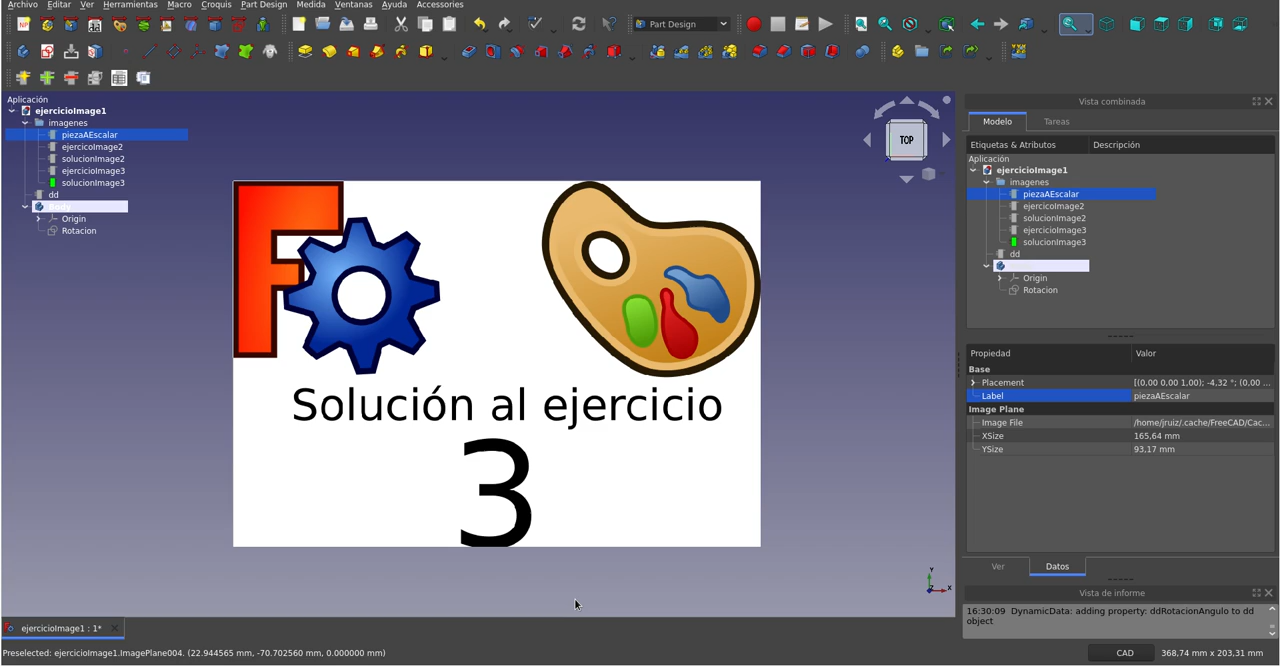 Archivo Editar Ver Herramientas Macro Croquis Part Design Medida Ventanas Ayuda Accesorios
Part Design
Aplicación
ejercicioImage1
imagenes
piezaAEscalar
ejercicoImage2
solucionImage2
ejercicioImage3
solucionImage3
dd
Body
Origin
Rotacion
TOP
Solución al ejercicio
3
Y
Z X
ejercicioImage1 : 1*
Vista combinada
Modelo Tareas
Etiquetas & Atributos Descripción
Aplicación
ejercicioImage1
imagenes
piezaAEscalar
ejercicoImage2
solucionImage2
ejercicioImage3
solucionImage3
dd
Origin
Rotacion
Propiedad Valor
Base
Placement [(0,00 0,00 1,00); -4,32 °; (0,00 ...
Label piezaAEscalar
Image Plane
Image File /home/jruiz/.cache/FreeCAD/Cac...
XSize 165,64 mm
YSize 93,17 mm
Ver Datos
Vista de informe
16:30:09 DynamicData: adding property: ddRotacionAngulo to dd
object
Preselected: ejercicioImage1.ImagePlane004. (22.944565 mm, -70.702560 mm, 0.000000 mm)
CAD 368,74 mm x 203,31 mm